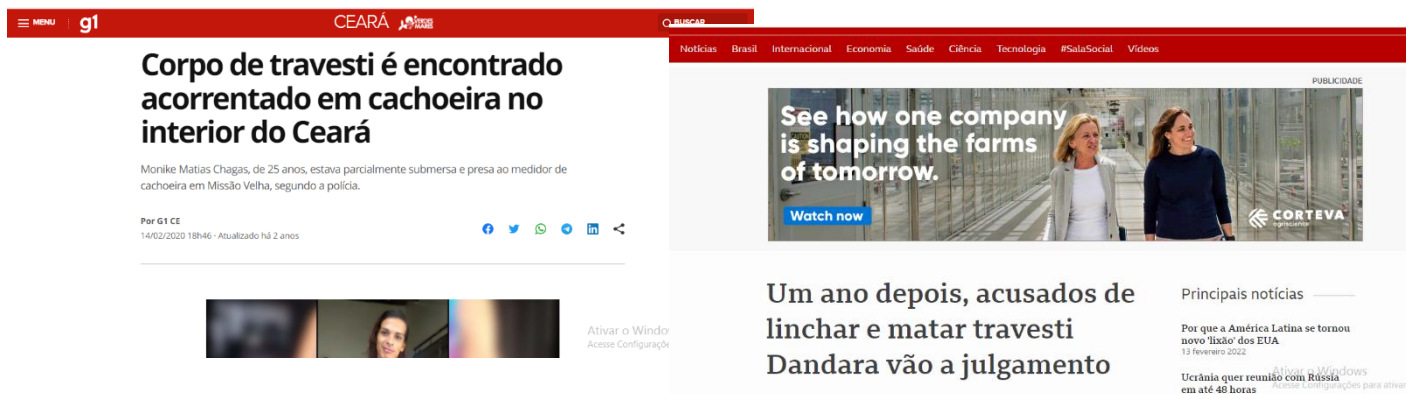 MENU
g1
CEARÁ
BUSCAR
Corpo de travesti é encontrado
acorrentado em cachoeira no
interior do Ceará
Monike Matias Chagas, de 25 anos, estava parcialmente submersa e presa ao medidor de
cachoeira em Missão Velha, segundo a polícia.
Por G1 CE
14/02/2020 18h46 · Atualizado há 2 anos
Ativar o Window
Acesse Configuraçõe
Notícias Brasil Internacional Economia Saúde Ciência Tecnologia #SalaSocial Vídeos
PUBLICIDADE
See how one company
is shaping the farms
of tomorrow.
Watch now
CORTEVA
agriscience
Um ano depois, acusados de
linchar e matar travesti
Dandara vão a julgamento
Principais notícias
Por que a América Latina se tornou
novo 'lixão' dos EUA
13 fevereiro 2022
Ucrânia quer reunião com Rússia
em até 48 horas
Ativar o Windows
Acesse Configurações para ativar